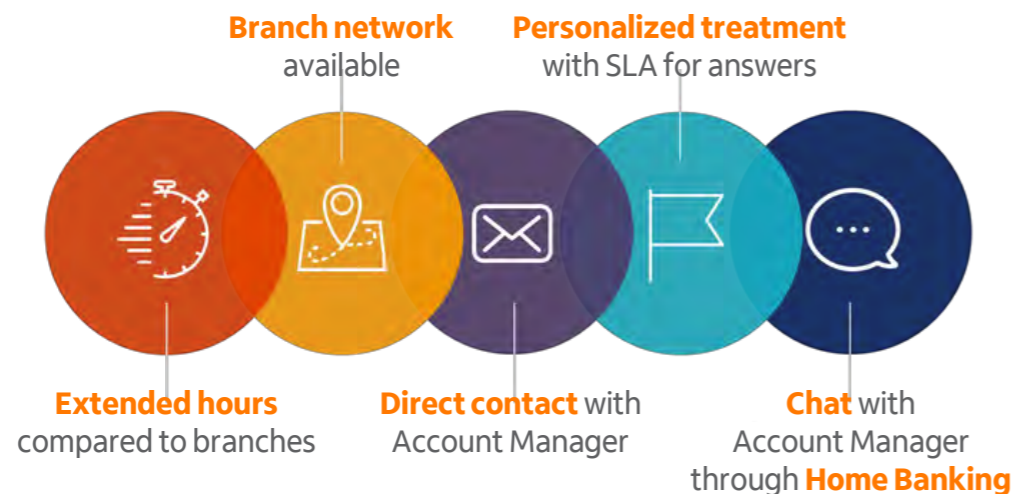 Branch network
available
Personalized treatment
with SLA for answers
Extended hours
compared to branches
Direct contact with
Account Manager
Chat with
Account Manager
through Home Banking